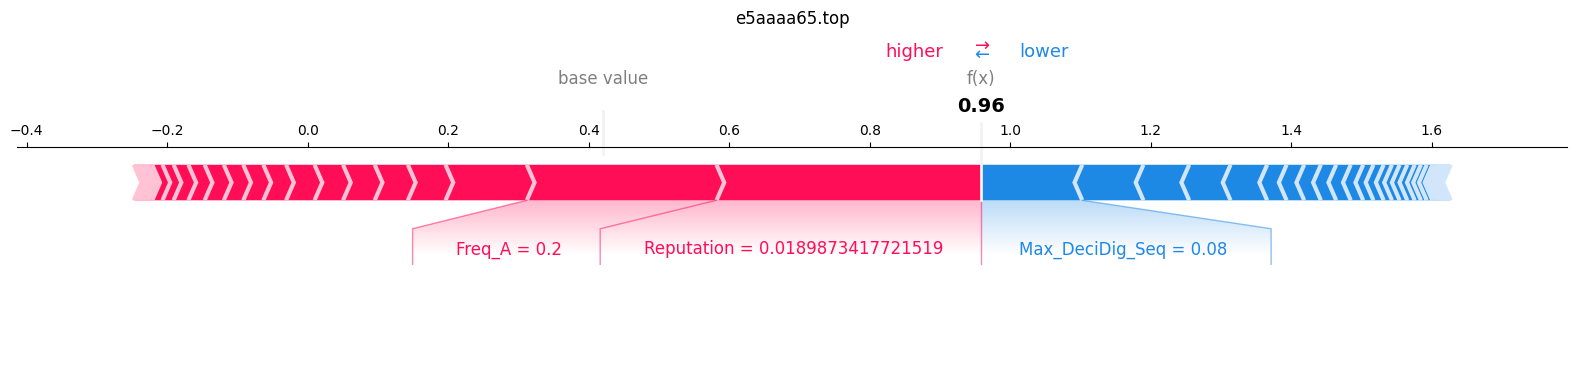 e5aaaa65.top
higher → ← lower
base value f(x)
0.96
−0.4 −0.2 0.0 0.2 0.4 0.6 0.8 1.0 1.2 1.4 1.6
Freq_A = 0.2 Reputation = 0.0189873417721519 Max_DeciDig_Seq = 0.08